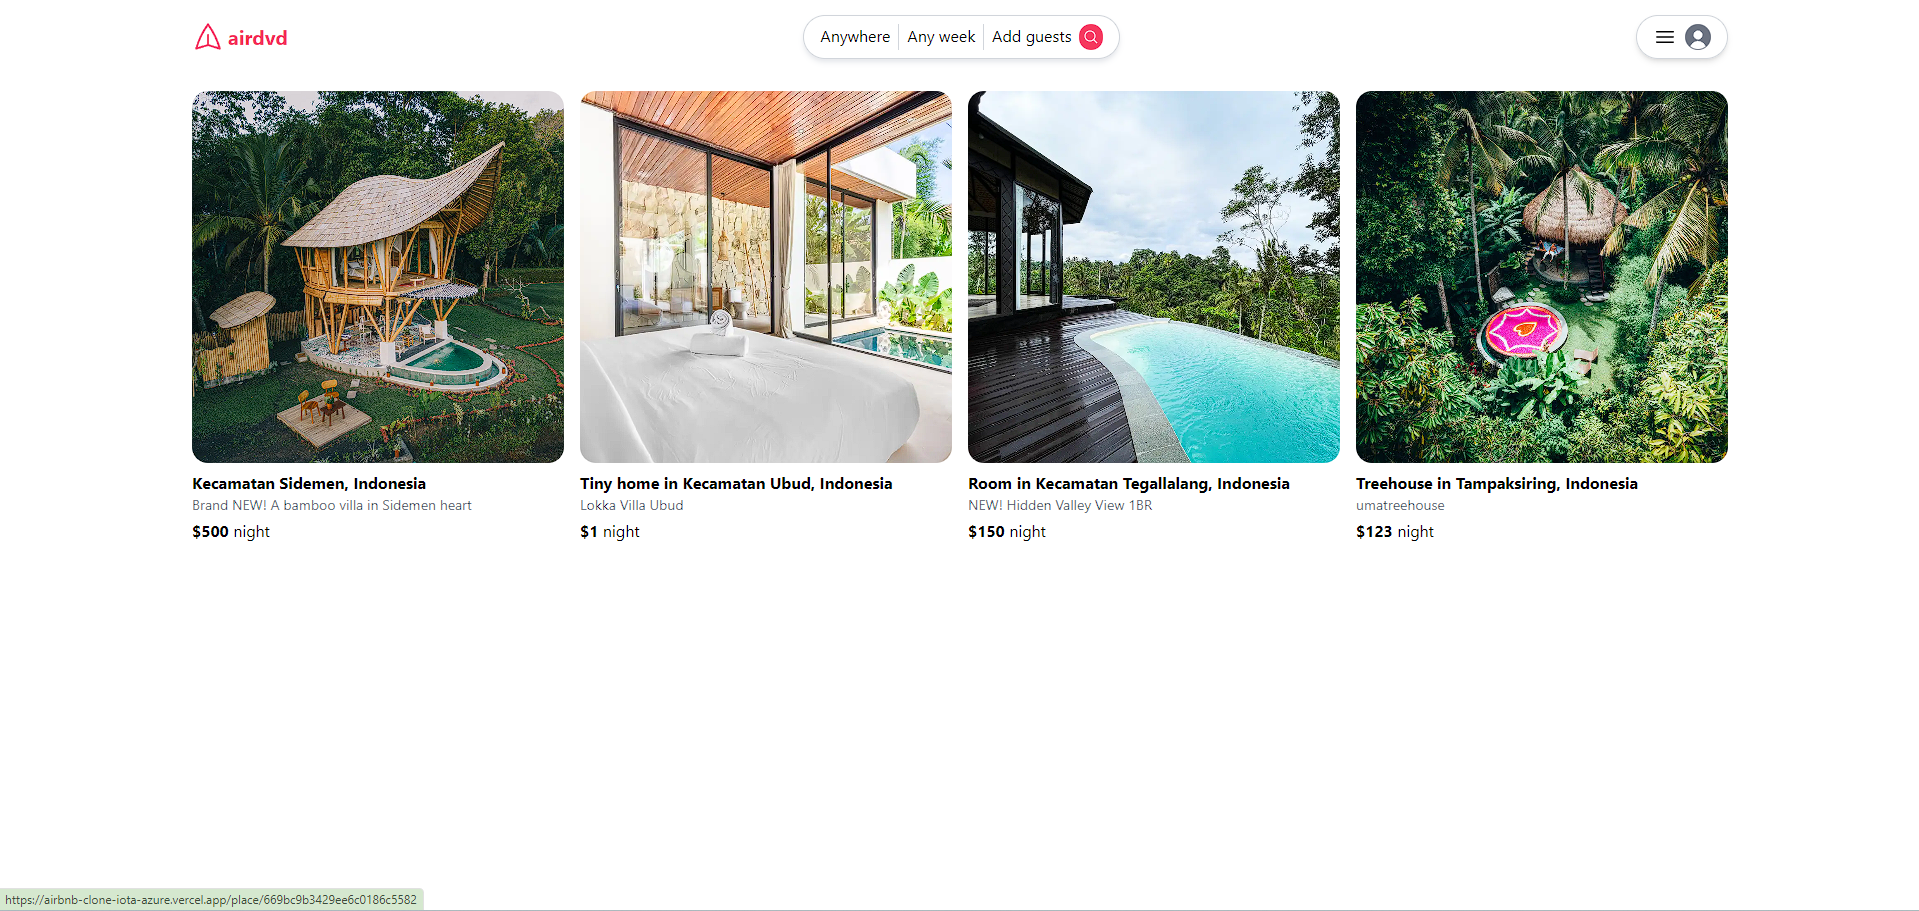 airdvd
Anywhere Any week Add guests
Kecamatan Sidemen, Indonesia
Brand NEW! A bamboo villa in Sidemen heart
$500 night
Tiny home in Kecamatan Ubud, Indonesia
Lokka Villa Ubud
$1 night
Room in Kecamatan Tegallalang, Indonesia
NEW! Hidden Valley View 1BR
$150 night
Treehouse in Tampaksiring, Indonesia
umatreehouse
$123 night
https://airbnb-clone-iota-azure.vercel.app/place/669bc9b3429ee6c0186c5582